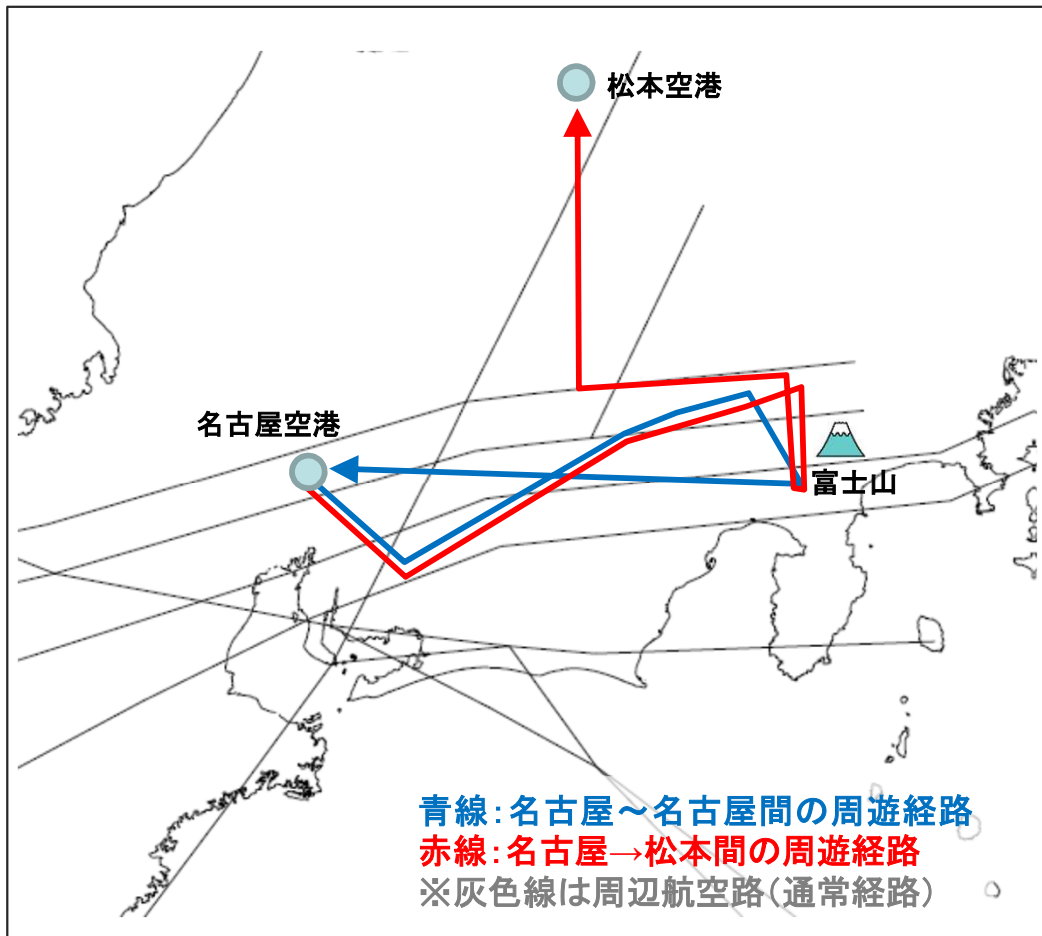 松本空港
名古屋空港
富士山
青線：名古屋～名古屋間の周遊経路
赤線：名古屋→松本間の周遊経路
※灰色線は周辺航空路（通常経路）